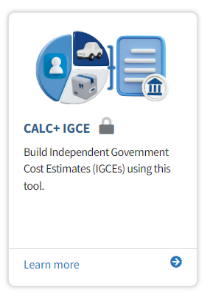 CALC+ IGCE
Build Independent Government
Cost Estimates (IGCEs) using this
tool.
Learn more